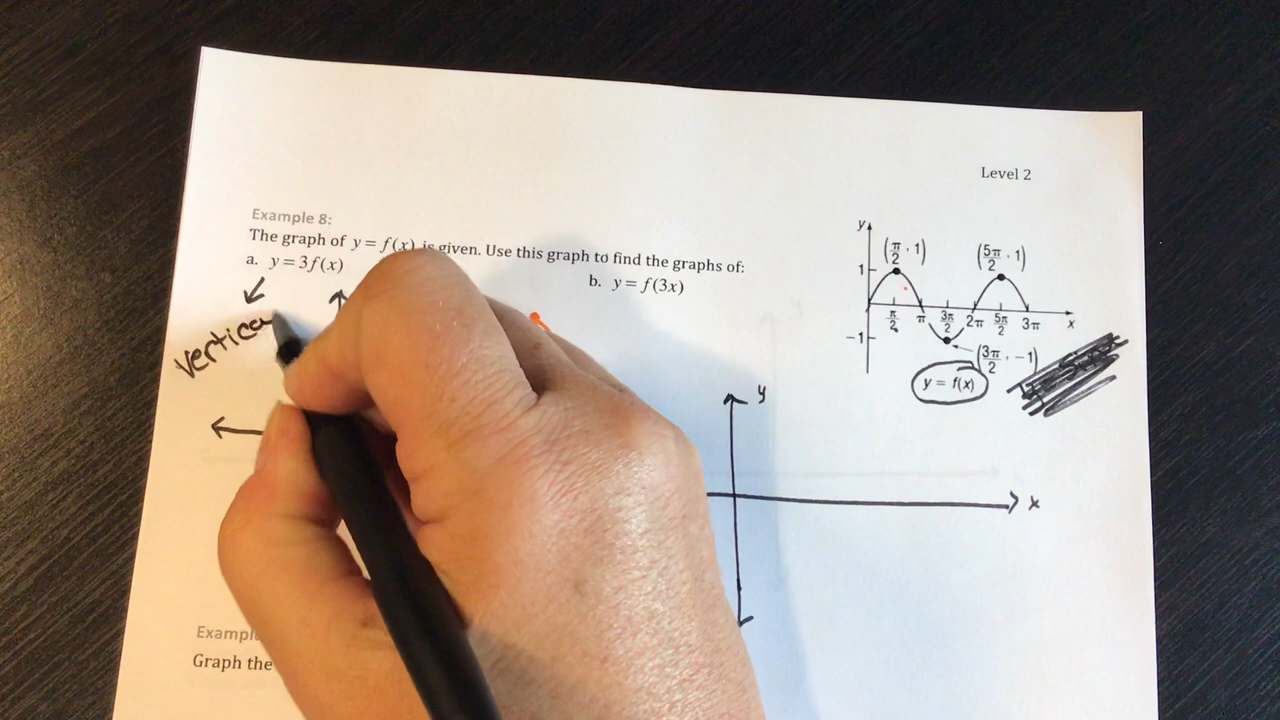 Level 2
Example 8:
The graph of y = f(x) is given. Use this graph to find the graphs of:
a. y = 3f(x)
b. y = f(3x)
vertica
y
x
y
(π/2, 1)
(5π/2, 1)
1
π/2
π
3π/2
2π
5π/2
3π
x
−1
(3π/2, −1)
y = f(x)
Graph the